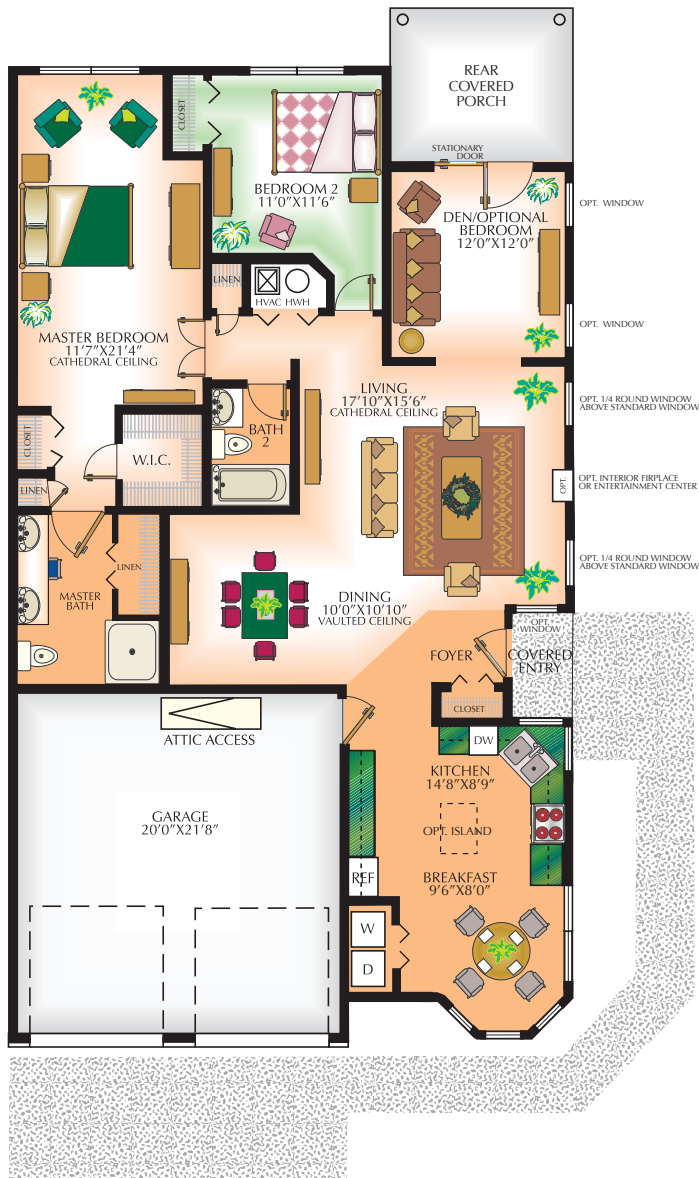 REAR
COVERED
PORCH
CLOSET
STATIONARY
DOOR
BEDROOM 2
11'0"X11'6"
DEN/OPTIONAL
BEDROOM
12'0"X12'0"
OPT. WINDOW
LINEN
HVAC HWH
OPT. WINDOW
MASTER BEDROOM
11'7"X21'4"
CATHEDRAL CEILING
LIVING
17'10"X15'6"
CATHEDRAL CEILING
OPT. 1/4 ROUND WINDOW
ABOVE STANDARD WINDOW
BATH
2
CLOSET
W.I.C.
OPT.
OPT. INTERIOR FIRPLACE
OR ENTERTAINMENT CENTER
LINEN
LINEN
OPT. 1/4 ROUND WINDOW
ABOVE STANDARD WINDOW
MASTER
BATH
DINING
10'0"X10'10"
VAULTED CEILING
OPT.
WINDOW
FOYER
COVERED
ENTRY
CLOSET
ATTIC ACCESS
DW
KITCHEN
14'8"X8'9"
GARAGE
20'0"X21'8"
OPT. ISLAND
REF
BREAKFAST
9'6"X8'0"
W
D